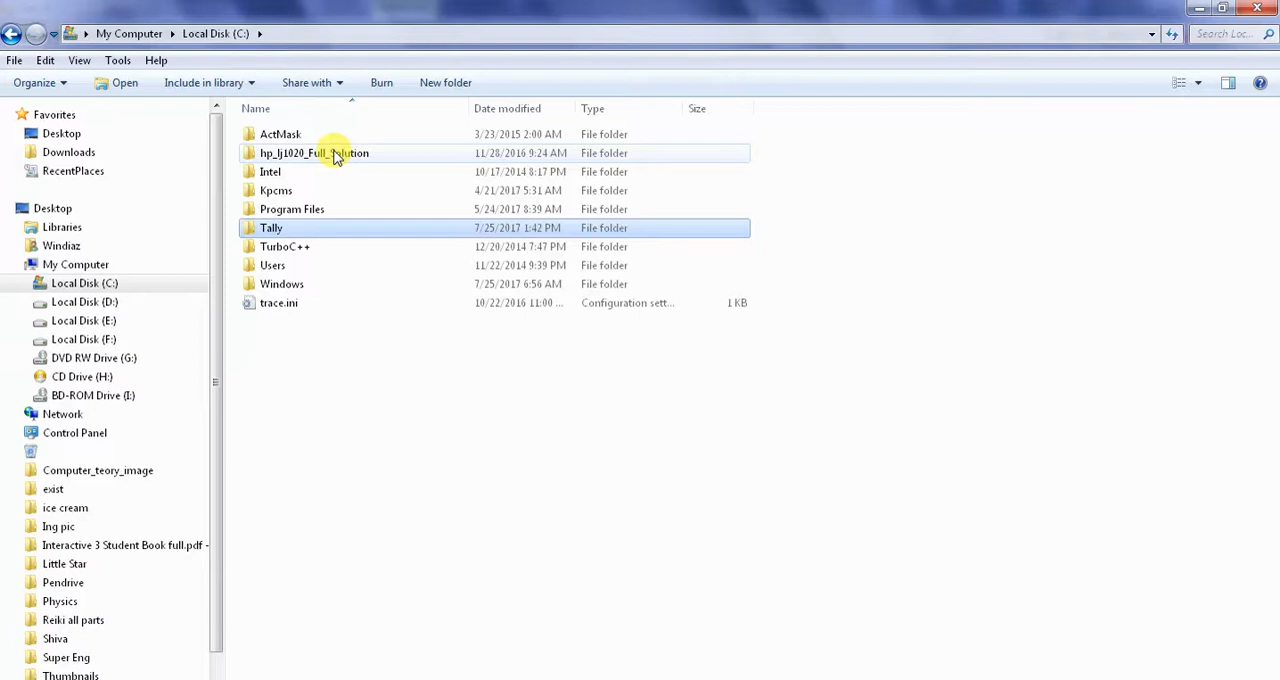 My Computer Local Disk (C:) Search Loc...
File Edit View Tools Help
Organize Open Include in library Share with Burn New folder
Favorites
Desktop
Downloads
RecentPlaces
Desktop
Libraries
Windiaz
My Computer
Local Disk (C:)
Local Disk (D:)
Local Disk (E:)
Local Disk (F:)
DVD RW Drive (G:)
CD Drive (H:)
BD-ROM Drive (I:)
Network
Control Panel
Computer_teory_image
exist
ice cream
Ing pic
Interactive 3 Student Book full.pdf -
Little Star
Pendrive
Physics
Reiki all parts
Shiva
Super Eng
Thumbnails
Name Date modified Type Size
ActMask 3/23/2015 2:00 AM File folder
hp_lj1020_Full_Solution 11/28/2016 9:24 AM File folder
Intel 10/17/2014 8:17 PM File folder
Kpcms 4/21/2017 5:31 AM File folder
Program Files 5/24/2017 8:39 AM File folder
Tally 7/25/2017 1:42 PM File folder
TurboC++ 12/20/2014 7:47 PM File folder
Users 11/22/2014 9:39 PM File folder
Windows 7/25/2017 6:56 AM File folder
trace.ini 10/22/2016 11:00 ... Configuration sett... 1 KB